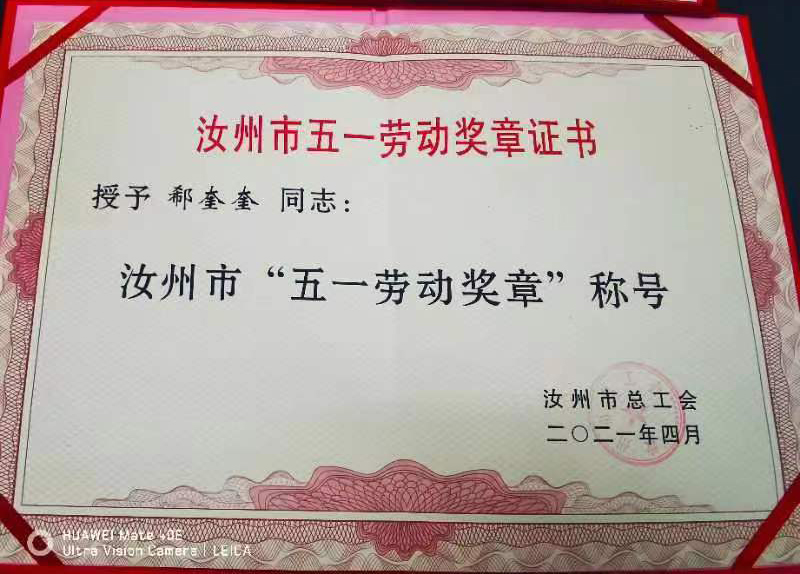 汝州市五一劳动奖章证书
授予 郗奎奎 同志：
汝州市“五一劳动奖章”称号
汝州市总工会
二〇二一年四月
HUAWEI Mate 40E
Ultra Vision Camera | LEICA